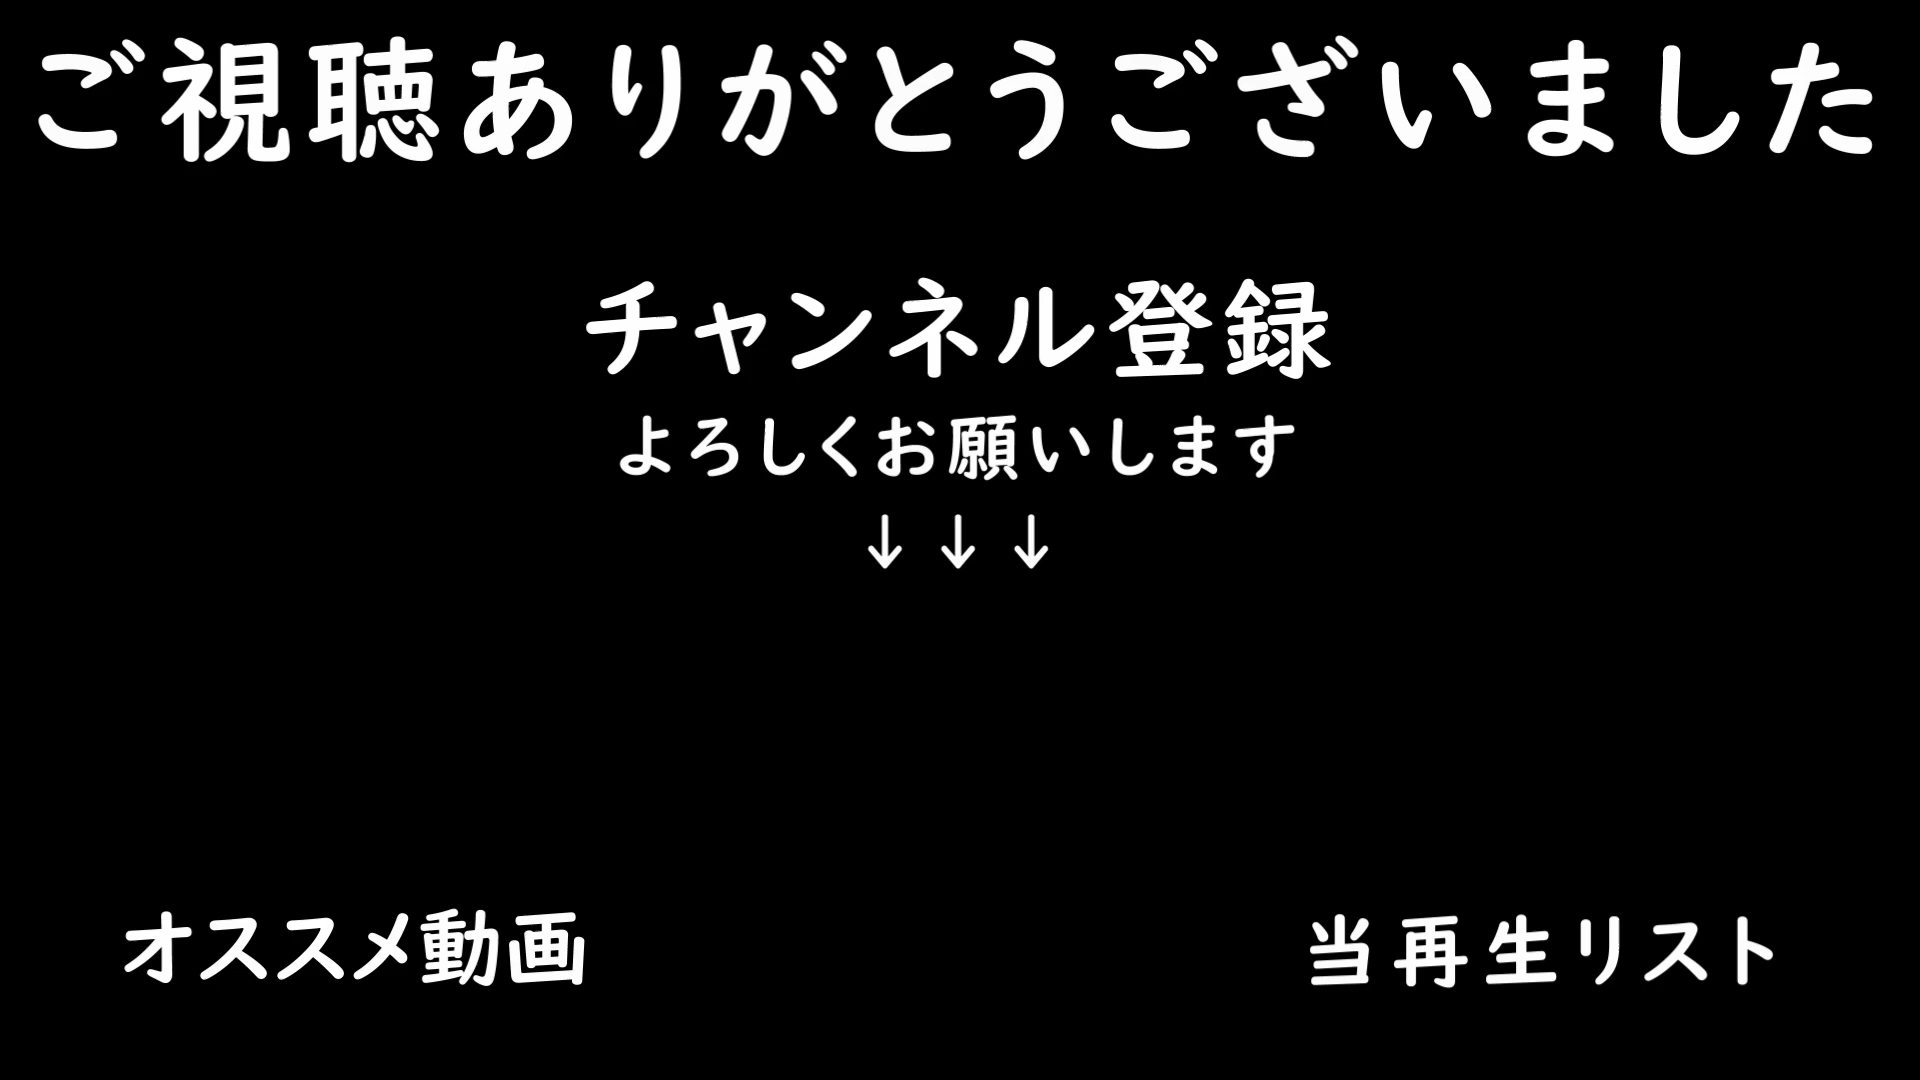 ご視聴ありがとうございました
チャンネル登録
よろしくお願いします
↓ ↓ ↓
オススメ動画
当再生リスト